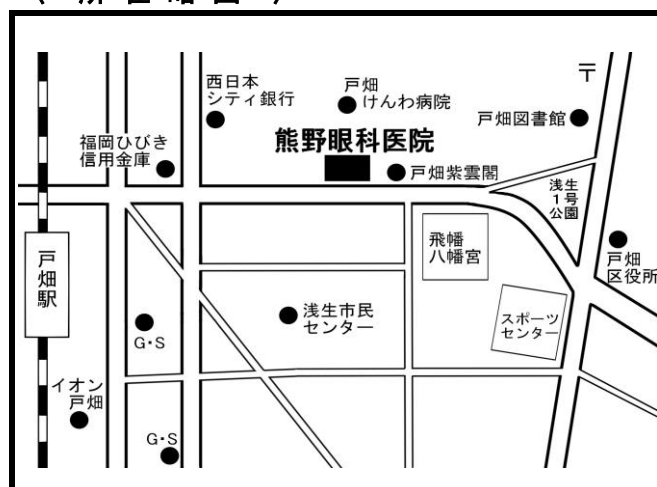 西日本
シティ銀行
戸畑
けんわ病院
〒
戸畑図書館
福岡ひびき
信用金庫
熊野眼科医院
戸畑紫雲閣
浅生
1号
公園
戸畑駅
飛幡
八幡宮
戸畑
区役所
浅生市民
センター
スポーツ
センター
G・S
イオン
戸畑
G・S